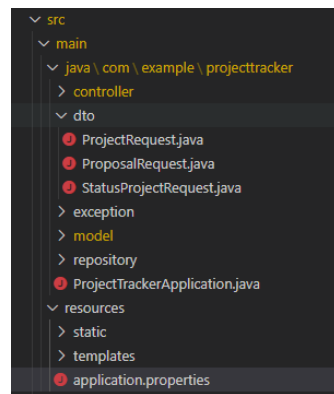 src
main
java \ com \ example \ projecttracker
controller
dto
ProjectRequest.java
ProposalRequest.java
StatusProjectRequest.java
exception
model
repository
ProjectTrackerApplication.java
resources
static
templates
application.properties